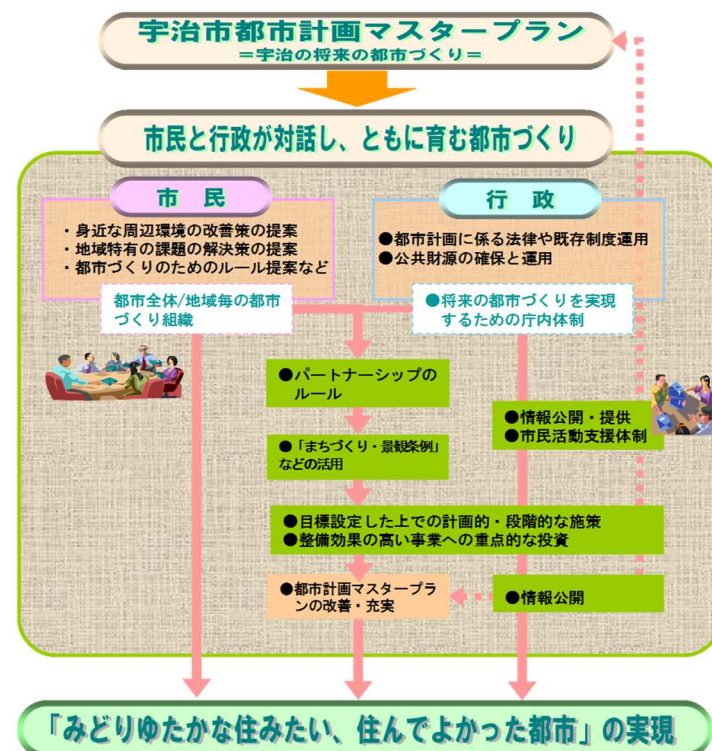 宇治市都市計画マスタープラン
=宇治の将来の都市づくり=
市民と行政が対話し、ともに育む都市づくり
市 民
・身近な周辺環境の改善策の提案
・地域特有の課題の解決策の提案
・都市づくりのためのルール提案など
都市全体/地域毎の都市
づくり組織
行 政
●都市計画に係る法律や既存制度運用
●公共財源の確保と運用
●将来の都市づくりを実現
するための庁内体制
●パートナーシップの
ルール
●情報公開・提供
●市民活動支援体制
●「まちづくり・景観条例」
などの活用
●目標設定した上での計画的・段階的な施策
●整備効果の高い事業への重点的な投資
●都市計画マスタープラ
ンの改善・充実
●情報公開
「みどりゆたかな住みたい、住んでよかった都市」の実現